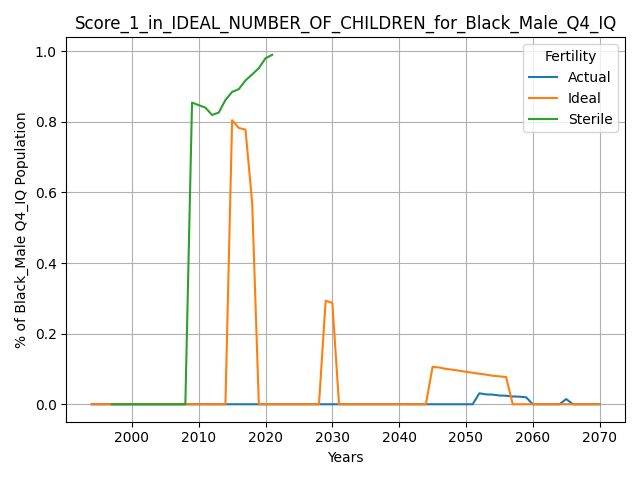 Score_1_in_IDEAL_NUMBER_OF_CHILDREN_for_Black_Male_Q4_IQ
% of Black_Male Q4_IQ Population
1.0
0.8
0.6
0.4
0.2
0.0
Fertility
Actual
Ideal
Sterile
2000 2010 2020 2030 2040 2050 2060 2070
Years